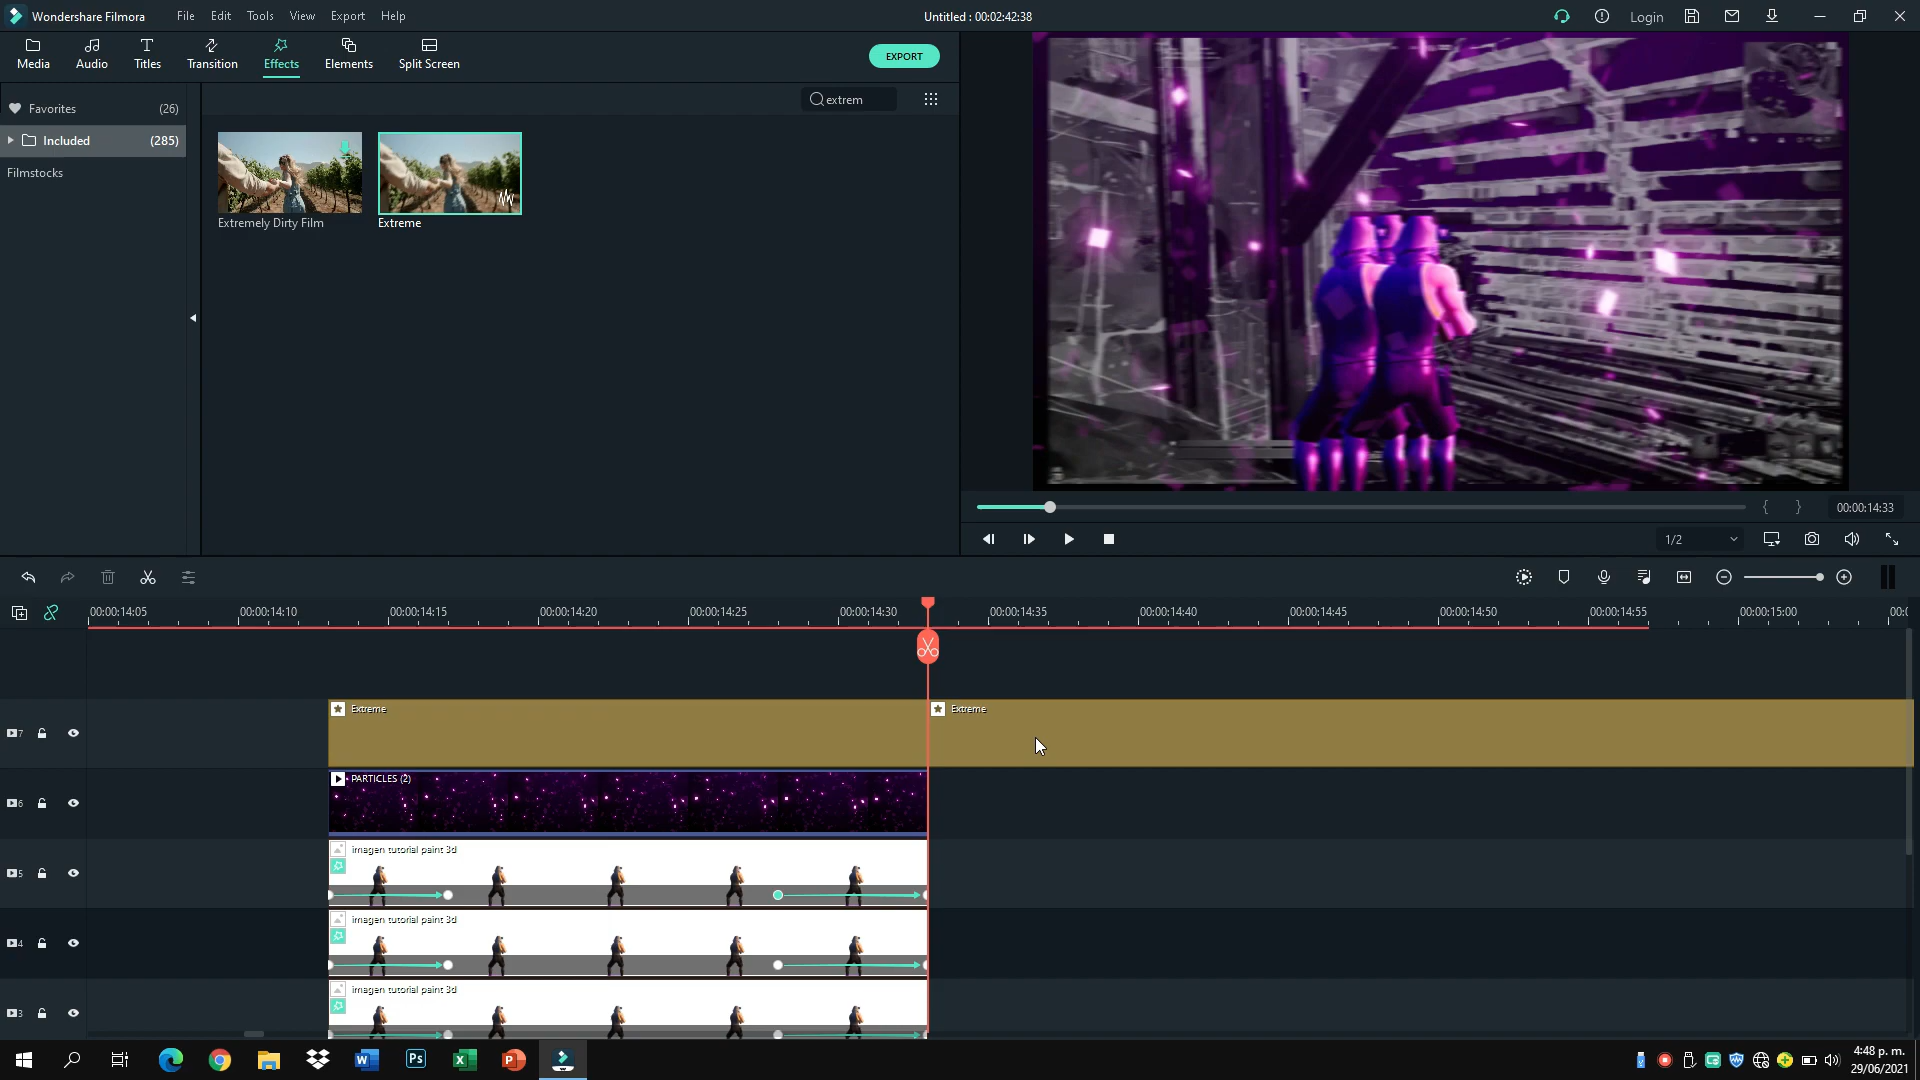 Wondershare Filmora
File
Edit
Tools
View
Export
Help
Untitled : 00:02:42:38
Login
Media
Audio
Titles
Transition
Effects
Elements
Split Screen
EXPORT
Favorites (26)
Included (285)
Filmstocks
extrem
Extremely Dirty Film
Extreme
{ }
00:00:14:33
1/2
00:00:14:05
00:00:14:10
00:00:14:15
00:00:14:20
00:00:14:25
00:00:14:30
00:00:14:35
00:00:14:40
00:00:14:45
00:00:14:50
00:00:14:55
00:00:15:00
00:0
7
Extreme
Extreme
6
PARTICLES (2)
5
imagen tutorial paint 3d
4
imagen tutorial paint 3d
3
imagen tutorial paint 3d
4:48 p. m.
29/06/2021